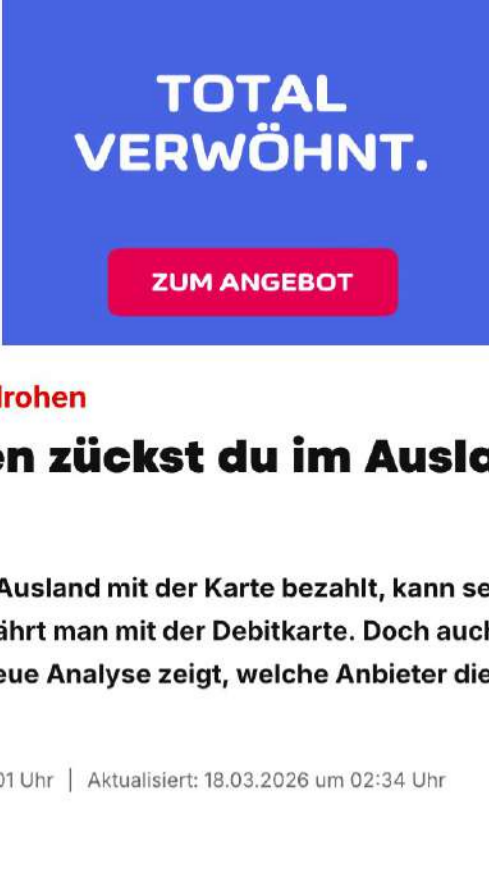 TOTAL
VERWÖHNT.
ZUM ANGEBOT
rohen
en zückst du im Ausla
Ausland mit der Karte bezahlt, kann se
ährt man mit der Debitkarte. Doch auch
eue Analyse zeigt, welche Anbieter die
01 Uhr | Aktualisiert: 18.03.2026 um 02:34 Uhr